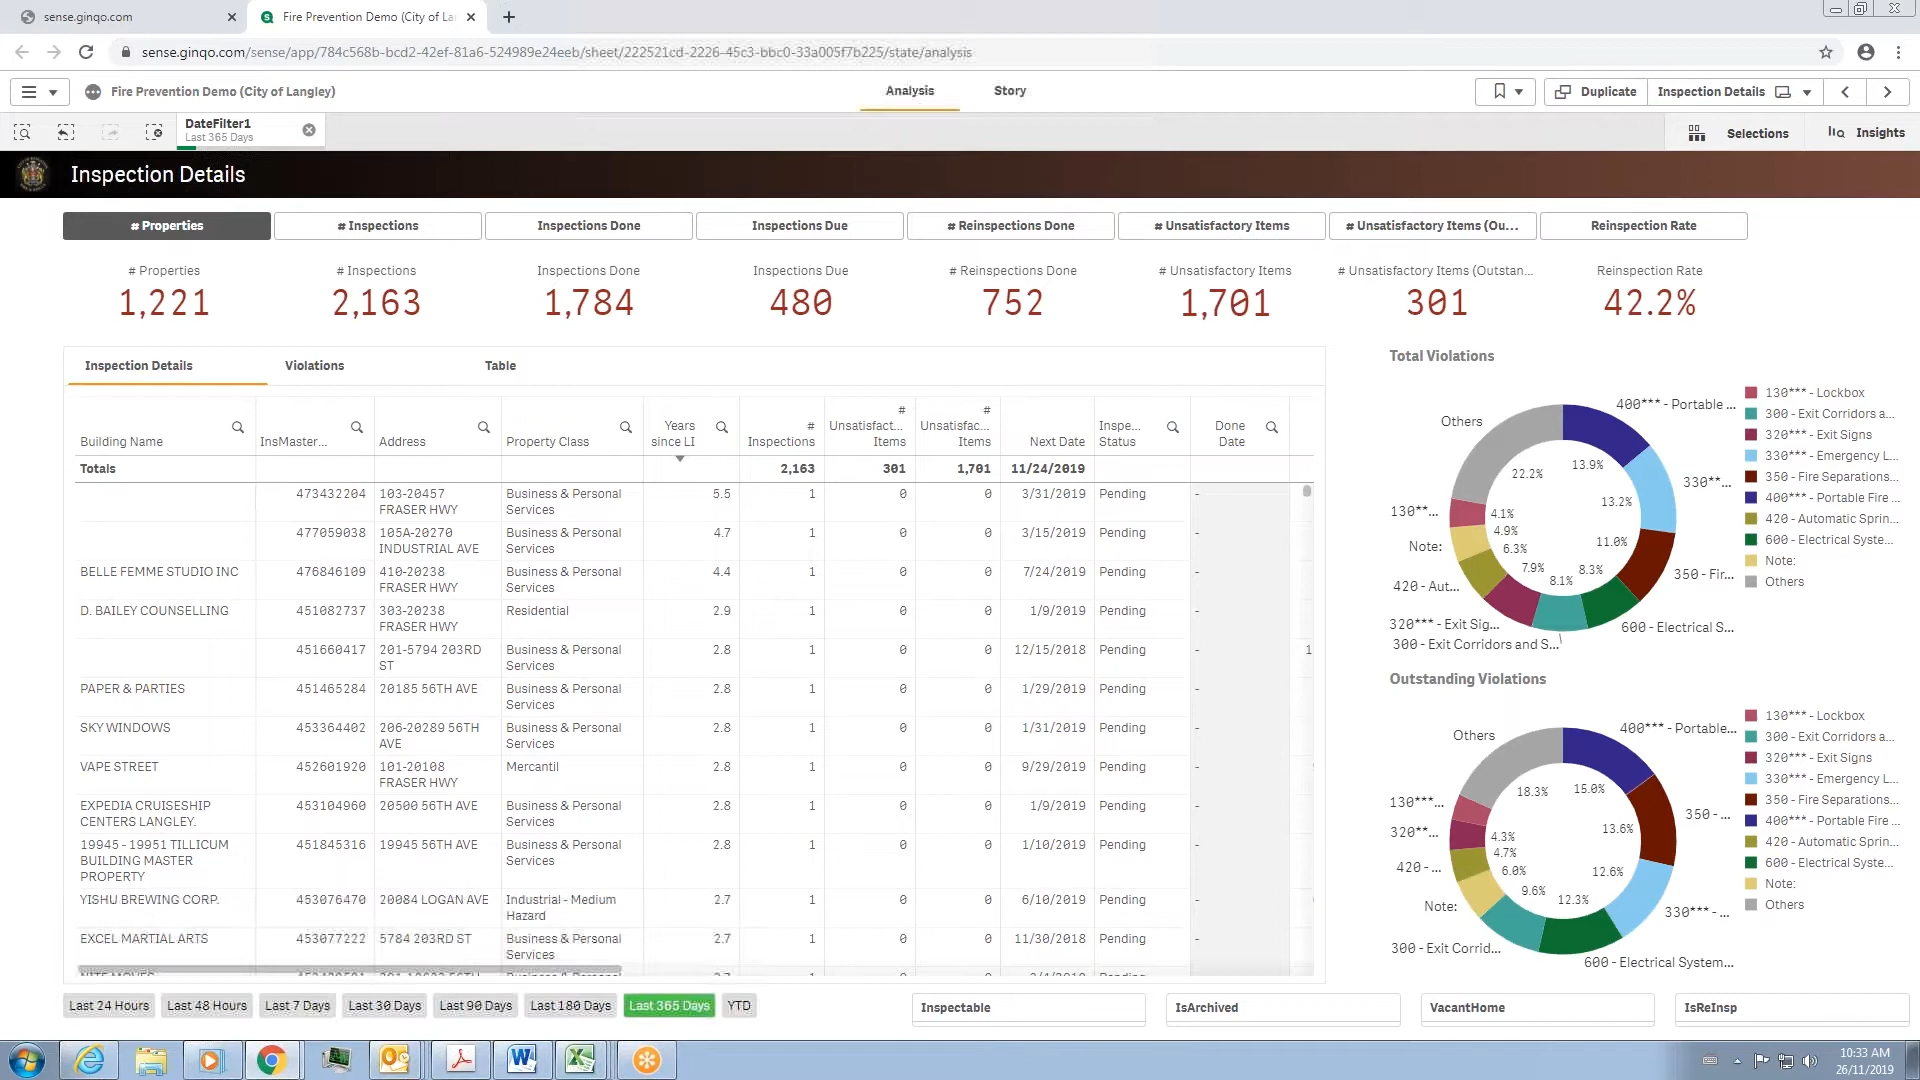 sense.ginqo.com
Fire Prevention Demo (City of La
sense.ginqo.com/sense/app/784c568b-bcd2-42ef-81a6-524989e24eeb/sheet/222521cd-2226-45c3-bbc0-33a005f7b225/state/analysis
Fire Prevention Demo (City of Langley)
Analysis
Story
Duplicate
Inspection Details
DateFilter1
Last 365 Days
Selections
Insights
Inspection Details
# Properties
# Inspections
Inspections Done
Inspections Due
# Reinspections Done
# Unsatisfactory Items
# Unsatisfactory Items (Ou...
Reinspection Rate
# Properties
1,221
# Inspections
2,163
Inspections Done
1,784
Inspections Due
480
# Reinspections Done
752
# Unsatisfactory Items
1,701
# Unsatisfactory Items (Outstan...
301
Reinspection Rate
42.2%
Inspection Details
Violations
Table
Building Name
InsMaster...
Address
Property Class
Years
since LI
#
Inspections
#
Unsatisfact...
Items
#
Unsatisfac...
Items
Next Date
Inspe...
Status
Done
Date
Totals 2,163 301 1,701 11/24/2019
473432204 103-20457 Business & Personal 5.5 1 0 0 3/31/2019 Pending -
FRASER HWY Services
477059038 105A-20270 Business & Personal 4.7 1 0 0 3/15/2019 Pending -
INDUSTRIAL AVE Services
BELLE FEMME STUDIO INC 476846109 410-20238 Business & Personal 4.4 1 0 0 7/24/2019 Pending -
FRASER HWY Services
D. BAILEY COUNSELLING 451082737 303-20238 Residential 2.9 1 0 0 1/9/2019 Pending -
FRASER HWY
451660417 201-5794 203RD Business & Personal 2.8 1 0 0 12/15/2018 Pending - 1
ST Services
PAPER & PARTIES 451465284 20185 56TH AVE Business & Personal 2.8 1 0 0 1/29/2019 Pending -
Services
SKY WINDOWS 453364402 206-20289 56TH Business & Personal 2.8 1 0 0 1/31/2019 Pending -
AVE Services
VAPE STREET 452601920 101-20108 Mercantil 2.8 1 0 0 9/29/2019 Pending -
FRASER HWY
EXPEDIA CRUISESHIP 453104960 20500 56TH AVE Business & Personal 2.8 1 0 0 1/9/2019 Pending -
CENTERS LANGLEY. Services
19945 - 19951 TILLICUM 451845316 19945 56TH AVE Business & Personal 2.8 1 0 0 1/10/2019 Pending -
BUILDING MASTER Services
PROPERTY
YISHU BREWING CORP. 453076470 20084 LOGAN AVE Industrial - Medium 2.7 1 0 0 6/10/2019 Pending -
Hazard
EXCEL MARTIAL ARTS 453077222 5784 203RD ST Business & Personal 2.7 1 0 0 11/30/2018 Pending -
Services
Total Violations
Others
400*** - Portable ...
330**...
350 - Fir...
600 - Electrical S...
300 - Exit Corridors and S...
320*** - Exit Sig...
420 - Aut...
Note:
130**...
22.2%
13.9%
13.2%
11.0%
8.3%
8.1%
7.9%
6.3%
4.9%
4.1%
130*** - Lockbox
300 - Exit Corridors a...
320*** - Exit Signs
330*** - Emergency L...
350 - Fire Separations...
400*** - Portable Fire ...
420 - Automatic Sprin...
600 - Electrical Syste...
Note:
Others
Outstanding Violations
Others
400*** - Portable...
350 - ...
330*** - ...
600 - Electrical System...
300 - Exit Corrid...
Note:
420 - ...
320**...
130***...
18.3%
15.0%
13.6%
12.6%
12.3%
9.6%
6.0%
4.7%
4.3%
130*** - Lockbox
300 - Exit Corridors a...
320*** - Exit Signs
330*** - Emergency L...
350 - Fire Separations...
400*** - Portable Fire ...
420 - Automatic Sprin...
600 - Electrical Syste...
Note:
Others
Last 24 Hours
Last 48 Hours
Last 7 Days
Last 30 Days
Last 90 Days
Last 180 Days
Last 365 Days
YTD
Inspectable
IsArchived
VacantHome
IsReInsp
10:33 AM
26/11/2019